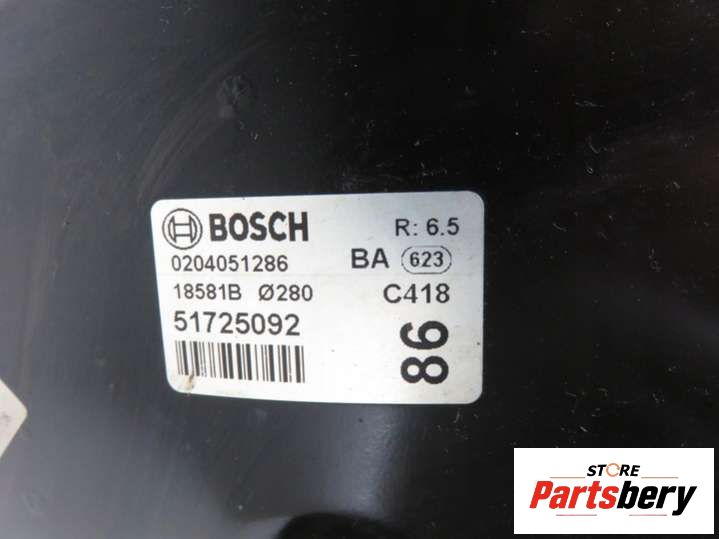 BOSCH R: 6.5
0204051286 BA 623
18581B Ø280 C418
51725092
86
STORE
Partsbery